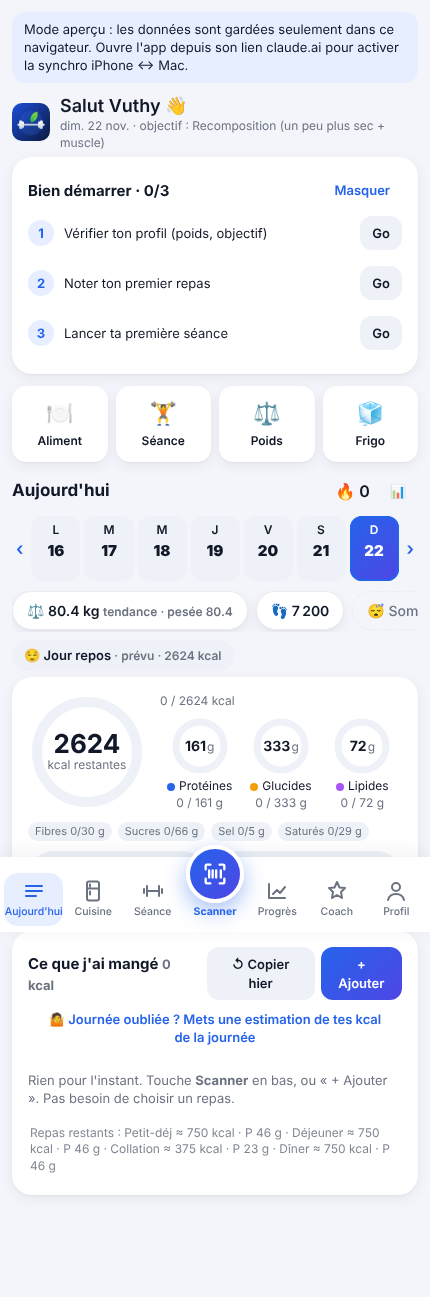 Mode aperçu : les données sont gardées seulement dans ce
navigateur. Ouvre l'app depuis son lien claude.ai pour activer
la synchro iPhone ↔ Mac.
Salut Vuthy 👋
dim. 22 nov. · objectif : Recomposition (un peu plus sec +
muscle)
Bien démarrer · 0/3
Masquer
1 Vérifier ton profil (poids, objectif) Go
2 Noter ton premier repas Go
3 Lancer ta première séance Go
Aliment Séance Poids Frigo
Aujourd'hui 🔥 0
L M M J V S D
‹ 16 17 18 19 20 21 22 ›
80.4 kg tendance · pesée 80.4 7 200 Som
Jour repos · prévu · 2624 kcal
0 / 2624 kcal
2624
kcal restantes
161g 333g 72g
Protéines Glucides Lipides
0 / 161 g 0 / 333 g 0 / 72 g
Fibres 0/30 g Sucres 0/66 g Sel 0/5 g Saturés 0/29 g
Aujourd'hui Cuisine Séance Scanner Progrès Coach Profil
Ce que j'ai mangé 0
kcal
↺ Copier
hier
+
Ajouter
🤷 Journée oubliée ? Mets une estimation de tes kcal
de la journée
Rien pour l'instant. Touche Scanner en bas, ou « + Ajouter
». Pas besoin de choisir un repas.
Repas restants : Petit-déj ≈ 750 kcal · P 46 g · Déjeuner ≈ 750
kcal · P 46 g · Collation ≈ 375 kcal · P 23 g · Dîner ≈ 750 kcal · P
46 g